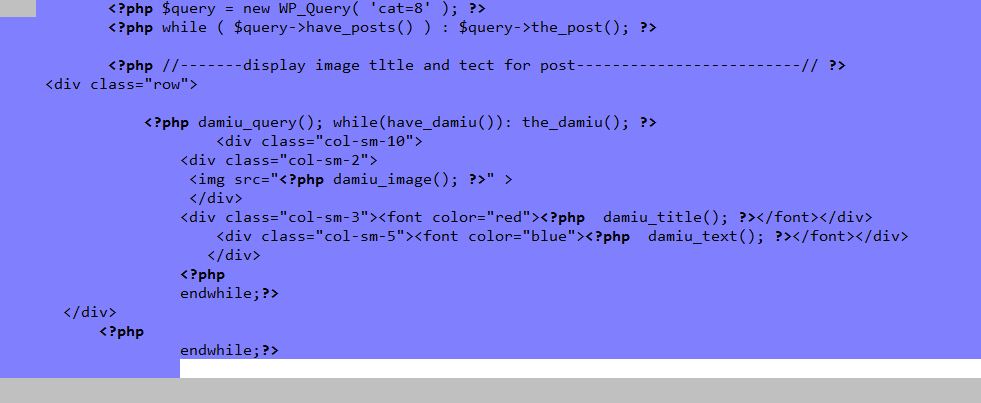 <?php $query = new WP_Query( 'cat=8' ); ?>
<?php while ( $query->have_posts() ) : $query->the_post(); ?>
<?php //-------display image tltle and tect for post-------------------------// ?>
<div class="row">
<?php damiu_query(); while(have_damiu()): the_damiu(); ?>
<div class="col-sm-10">
<div class="col-sm-2">
<img src="<?php damiu_image(); ?>" >
</div>
<div class="col-sm-3"><font color="red"><?php  damiu_title(); ?></font></div>
<div class="col-sm-5"><font color="blue"><?php  damiu_text(); ?></font></div>
</div>
<?php
endwhile;?>
</div>
<?php
endwhile;?>